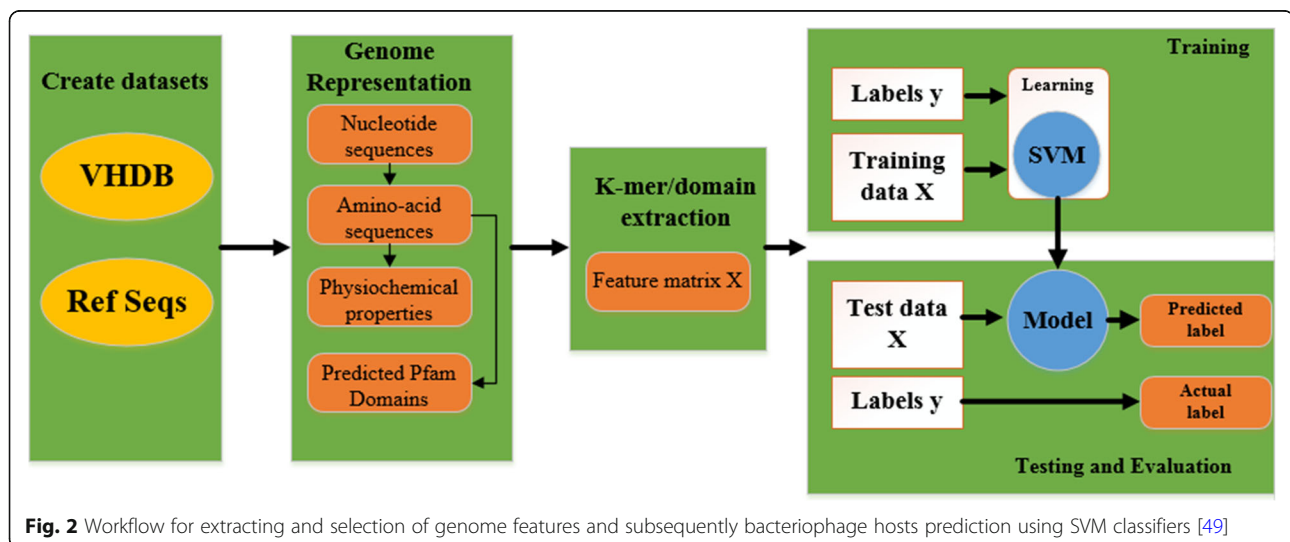 Create datasets
VHDB
Ref Seqs
Genome
Representation
Nucleotide
sequences
Amino-acid
sequences
Physiochemical
properties
Predicted Pfam
Domains
K-mer/domain
extraction
Feature matrix X
Training
Labels y
Training
data X
Learning
SVM
Test data
X
Labels y
Model
Predicted
label
Actual
label
Testing and Evaluation
Fig. 2 Workflow for extracting and selection of genome features and subsequently bacteriophage hosts prediction using SVM classifiers [49]